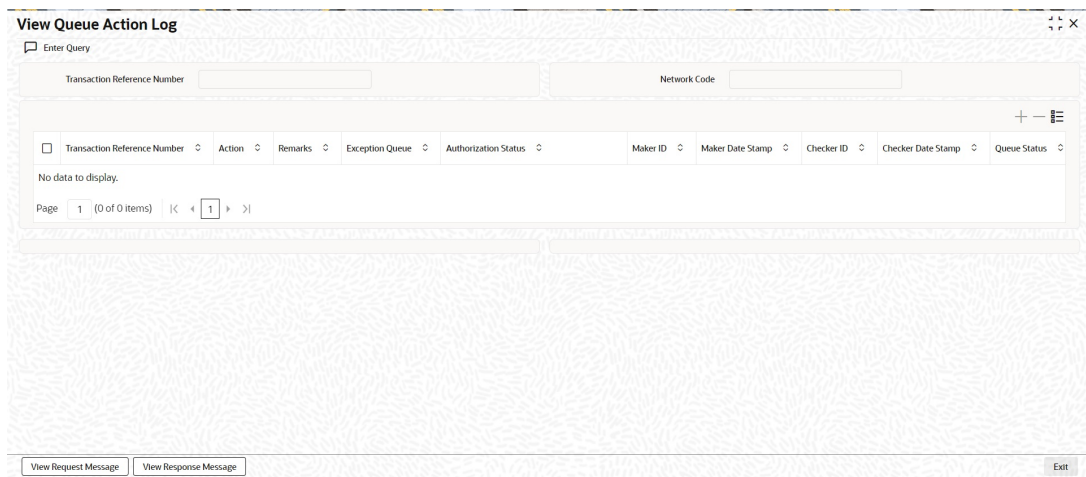 View Queue Action Log
Enter Query
Transaction Reference Number
Network Code
Transaction Reference Number Action Remarks Exception Queue Authorization Status Maker ID Maker Date Stamp Checker ID Checker Date Stamp Queue Status
No data to display.
Page 1 (0 of 0 items) 1
View Request Message View Response Message Exit